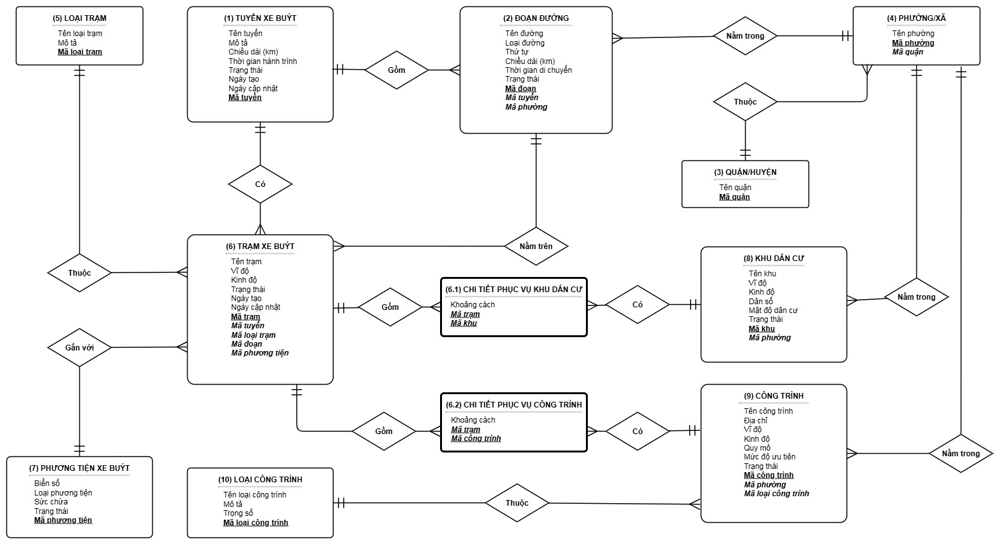 (5) LOẠI TRẠM
Tên loại trạm
Mô tả
Mã loại trạm
(1) TUYẾN XE BUÝT
Tên tuyến
Mô tả
Chiều dài (km)
Thời gian hành trình
Trạng thái
Ngày tạo
Ngày cập nhật
Mã tuyến
Gồm
(2) ĐOẠN ĐƯỜNG
Tên đường
Loại đường
Thứ tự
Chiều dài (km)
Thời gian di chuyển
Trạng thái
Mã đoạn
Mã tuyến
Mã phường
Nằm trong
(4) PHƯỜNG/XÃ
Tên phường
Mã phường
Mã quận
Thuộc
(3) QUẬN/HUYỆN
Tên quận
Mã quận
Có
Nằm trên
Thuộc
(6) TRẠM XE BUÝT
Tên trạm
Vĩ độ
Kinh độ
Trạng thái
Ngày tạo
Ngày cập nhật
Mã trạm
Mã tuyến
Mã loại trạm
Mã đoạn
Mã phương tiện
Gồm
(6.1) CHI TIẾT PHỤC VỤ KHU DÂN CƯ
Khoảng cách
Mã trạm
Mã khu
Có
(8) KHU DÂN CƯ
Tên khu
Vĩ độ
Kinh độ
Dân số
Mật độ dân cư
Trạng thái
Mã khu
Mã phường
Nằm trong
Gắn với
Gồm
(6.2) CHI TIẾT PHỤC VỤ CÔNG TRÌNH
Khoảng cách
Mã trạm
Mã công trình
Có
(9) CÔNG TRÌNH
Tên công trình
Địa chỉ
Vĩ độ
Kinh độ
Quy mô
Mức độ ưu tiên
Trạng thái
Mã công trình
Mã phường
Mã loại công trình
Nằm trong
(7) PHƯƠNG TIỆN XE BUÝT
Biển số
Loại phương tiện
Sức chứa
Trạng thái
Mã phương tiện
(10) LOẠI CÔNG TRÌNH
Tên loại công trình
Mô tả
Trọng số
Mã loại công trình
Thuộc